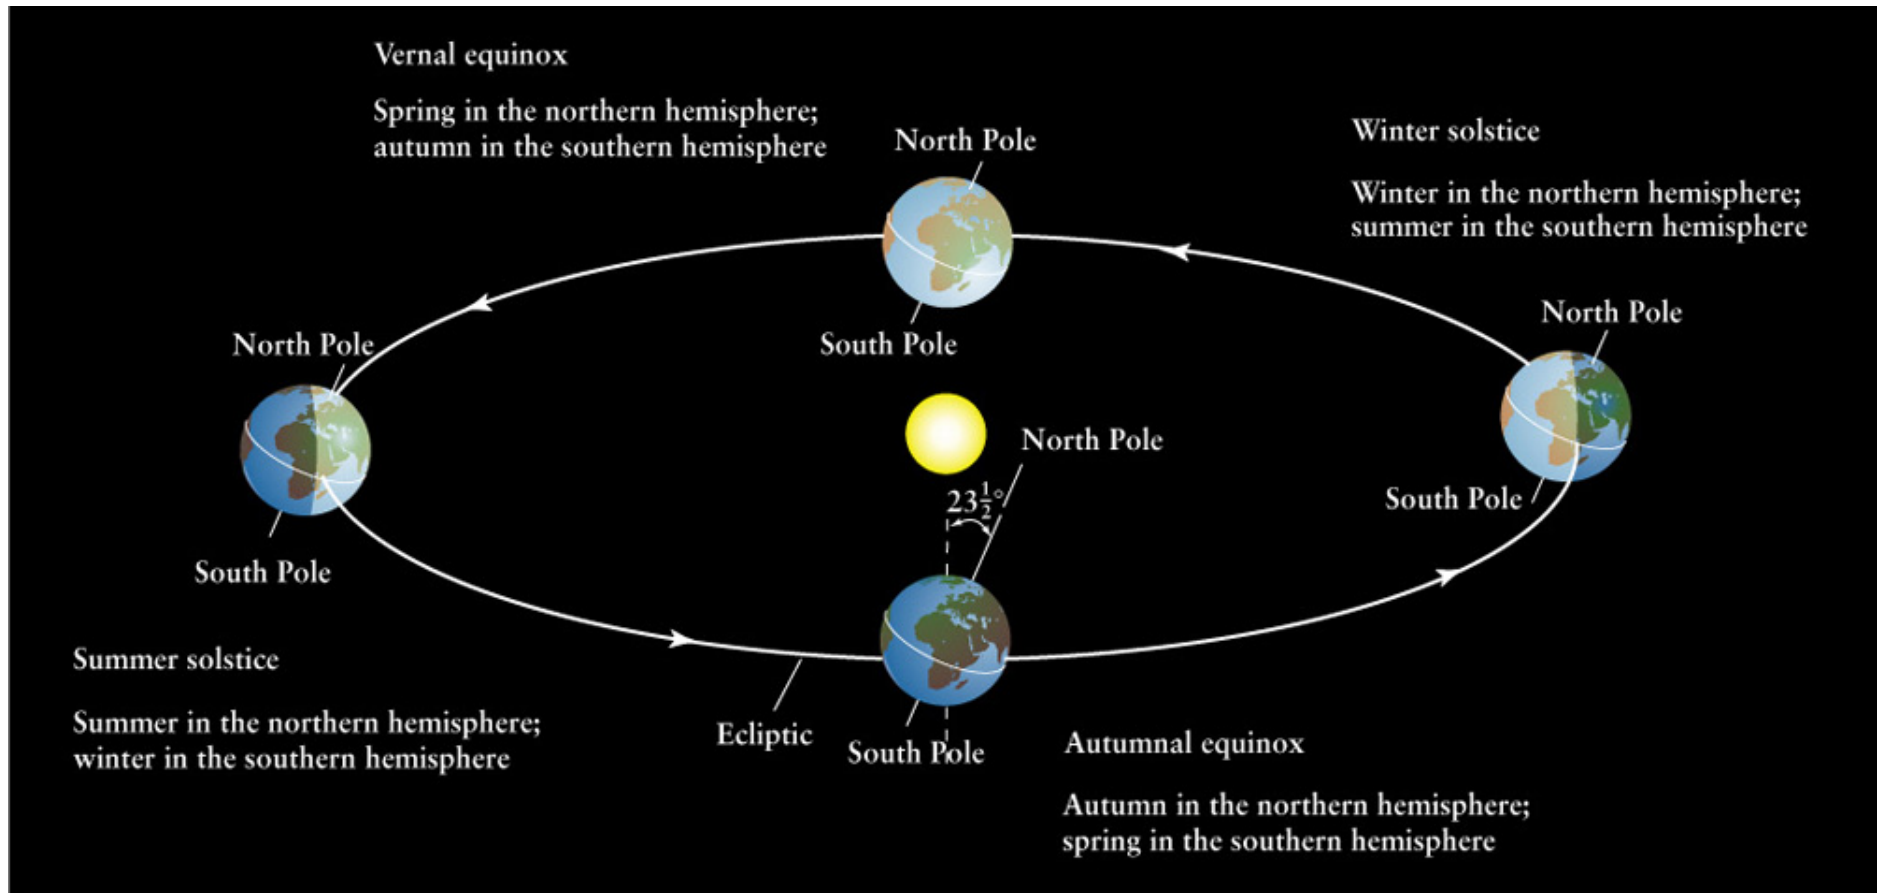 Vernal equinox
Spring in the northern hemisphere;
autumn in the southern hemisphere
North Pole
South Pole
Winter solstice
Winter in the northern hemisphere;
summer in the southern hemisphere
North Pole
South Pole
North Pole
South Pole
Summer solstice
Summer in the northern hemisphere;
winter in the southern hemisphere
North Pole
23½°
South Pole
Ecliptic
Autumnal equinox
Autumn in the northern hemisphere;
spring in the southern hemisphere